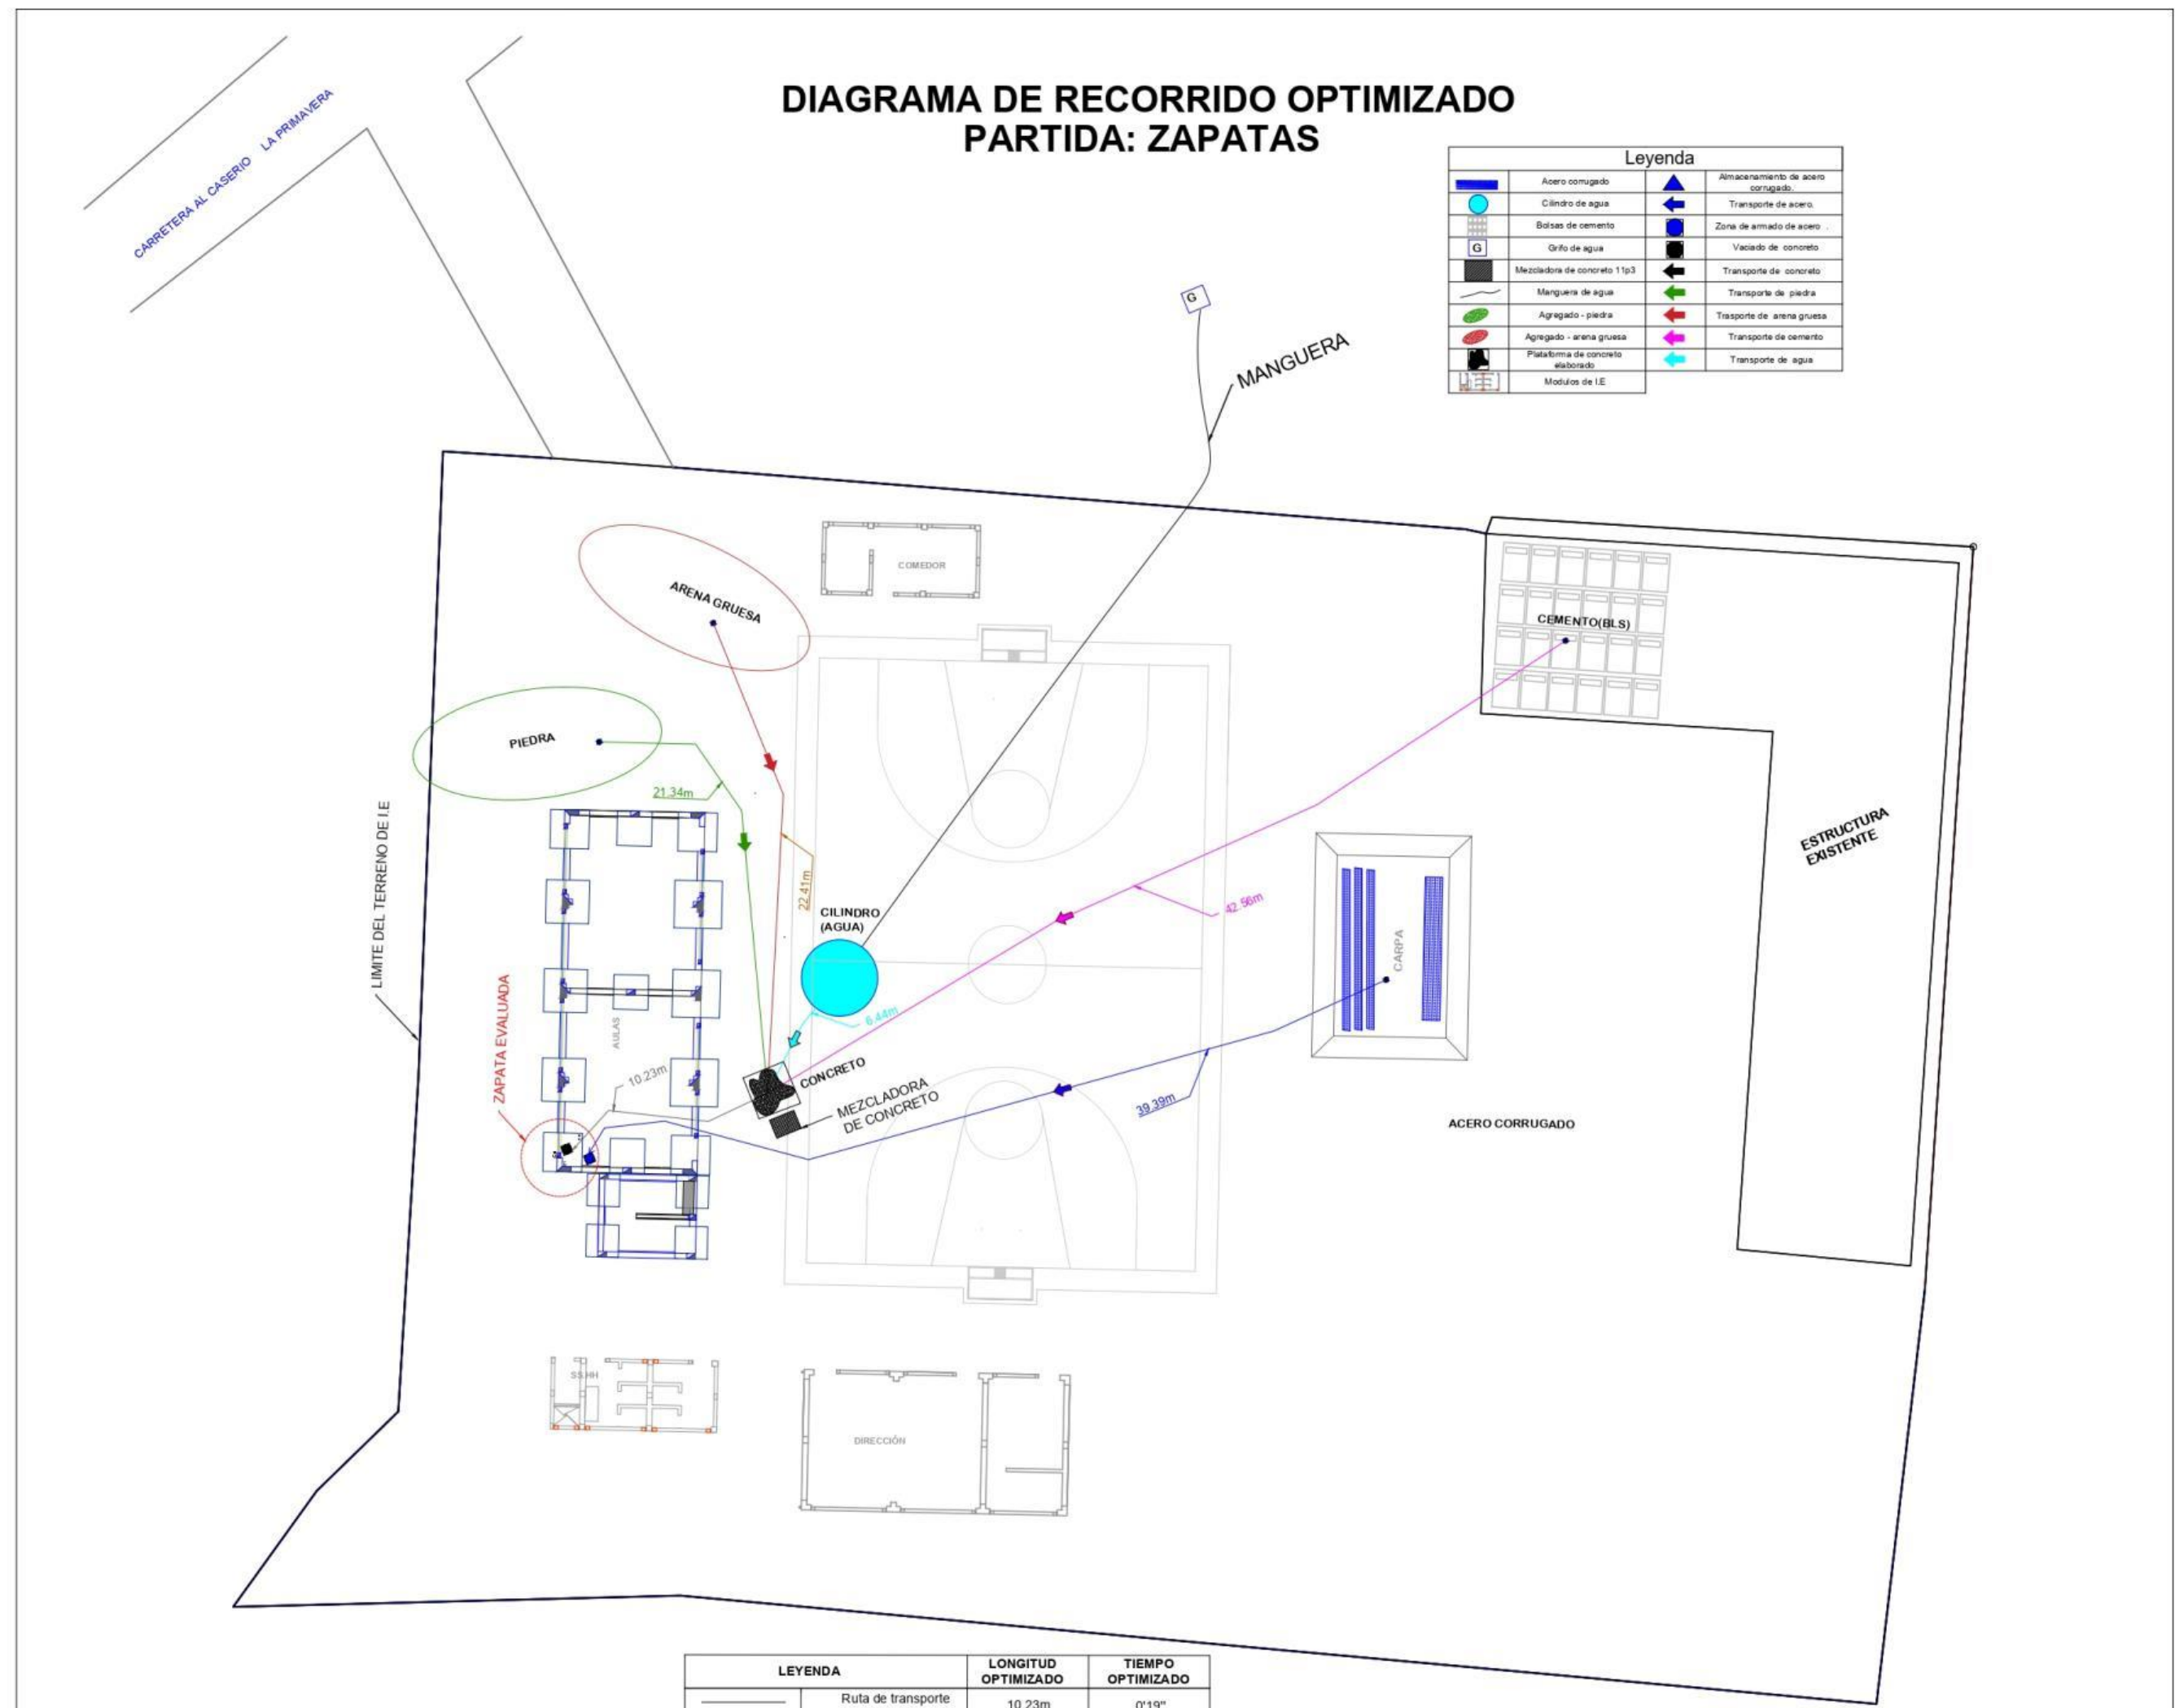 DIAGRAMA DE RECORRIDO OPTIMIZADO
PARTIDA: ZAPATAS
CARRETERA AL CASERIO LA PRIMAVERA
Leyenda
Acero corrugado
Almacenamiento de acero
corrugado.
Cilindro de agua
Transporte de acero.
Bolsas de cemento
Zona de armado de acero .
G
Grifo de agua
Vaciado de concreto
Mezcladora de concreto 11p3
Transporte de concreto
Manguera de agua
Transporte de piedra
Agregado - piedra
Trasporte de arena gruesa
Agregado - arena gruesa
Transporte de cemento
Plataforma de concreto
elaborado
Transporte de agua
Modulos de I.E
G
MANGUERA
COMEDOR
ARENA GRUESA
CEMENTO(BLS)
PIEDRA
21.34m
22.41m
LIMITE DEL TERRENO DE I.E
ESTRUCTURA
EXISTENTE
CILINDRO
(AGUA)
42.56m
CARPA
ZAPATA EVALUADA
AULAS
6.44m
10.23m
CONCRETO
MEZCLADORA
DE CONCRETO
39.39m
ACERO CORRUGADO
SS.HH
DIRECCIÓN
LEYENDA
LONGITUD
OPTIMIZADO
TIEMPO
OPTIMIZADO
Ruta de transporte
10.23m
0'19"